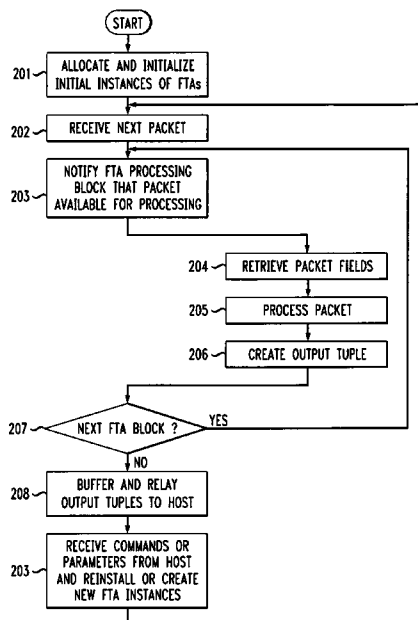 START
201
ALLOCATE AND INITIALIZE
INITIAL INSTANCES OF FTAs
202
RECEIVE NEXT PACKET
203
NOTIFY FTA PROCESSING
BLOCK THAT PACKET
AVAILABLE FOR PROCESSING
204
RETRIEVE PACKET FIELDS
205
PROCESS PACKET
206
CREATE OUTPUT TUPLE
207
NEXT FTA BLOCK ?
YES
NO
208
BUFFER AND RELAY
OUTPUT TUPLES TO HOST
203
RECEIVE COMMANDS OR
PARAMETERS FROM HOST
AND REINSTALL OR CREATE
NEW FTA INSTANCES